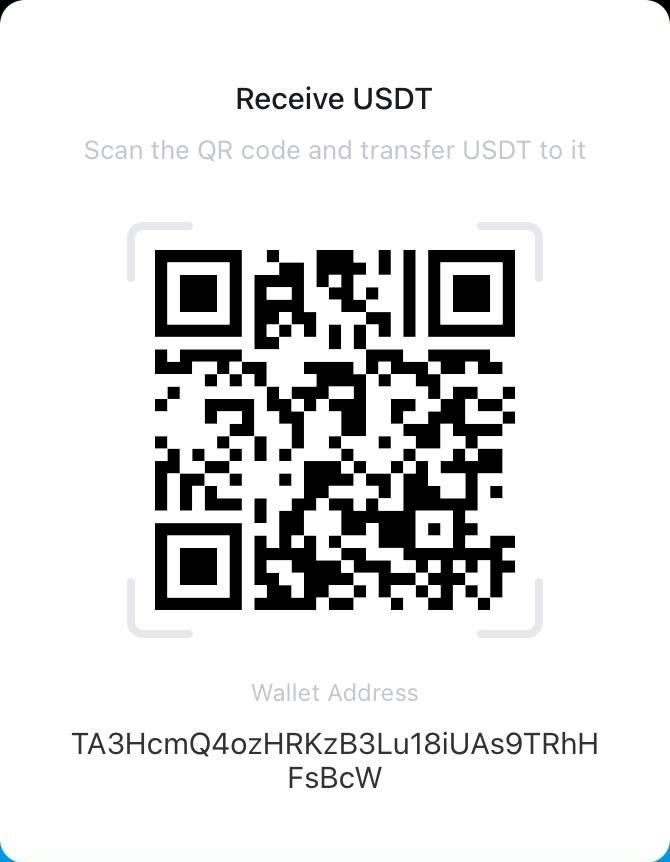 Receive USDT
Scan the QR code and transfer USDT to it
Wallet Address
TA3HcmQ4ozHRKzB3Lu18iUAs9TRhH
FsBcW